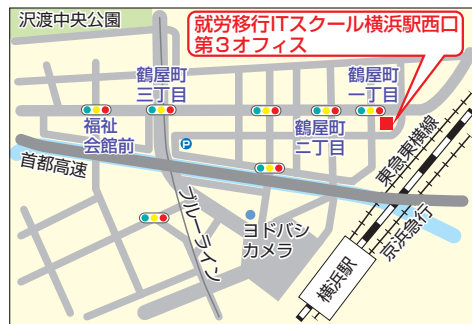 沢渡中央公園
就労移行ITスクール横浜駅西口
第3オフィス
鶴屋町
三丁目
鶴屋町
一丁目
福祉
会館前
鶴屋町
二丁目
P
首都高速
東急東横線
ブルーライン
ヨドバシ
カメラ
京浜急行
横浜駅